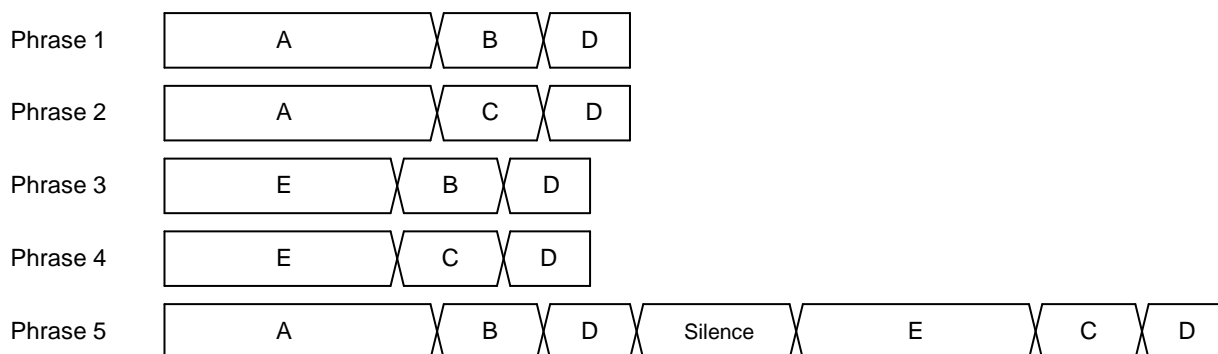 Phrase 1 A B D
Phrase 2 A C D
Phrase 3 E B D
Phrase 4 E C D
Phrase 5 A B D Silence E C D